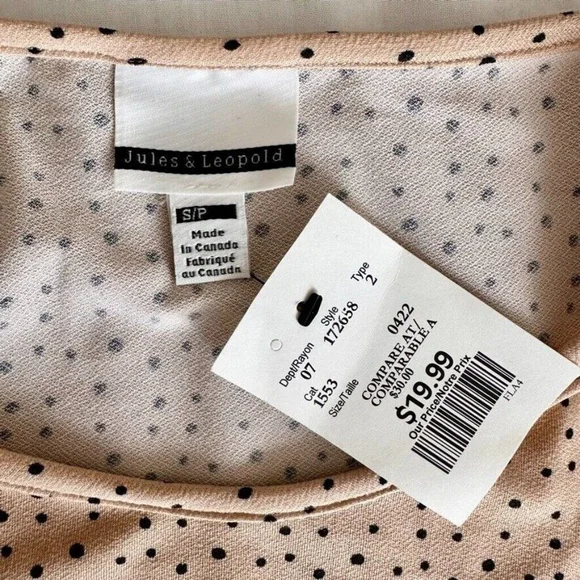 Jules & Leopold
S/P
Made
in Canada
Fabriqué
au Canada
Dept/Rayon
07
Style
172658
Type
2
Cat
1553
Size/Taille
0422
COMPARE AT/
COMPARABLE A
$30.00
$19.99
Our Price/Notre Prix
FLA4